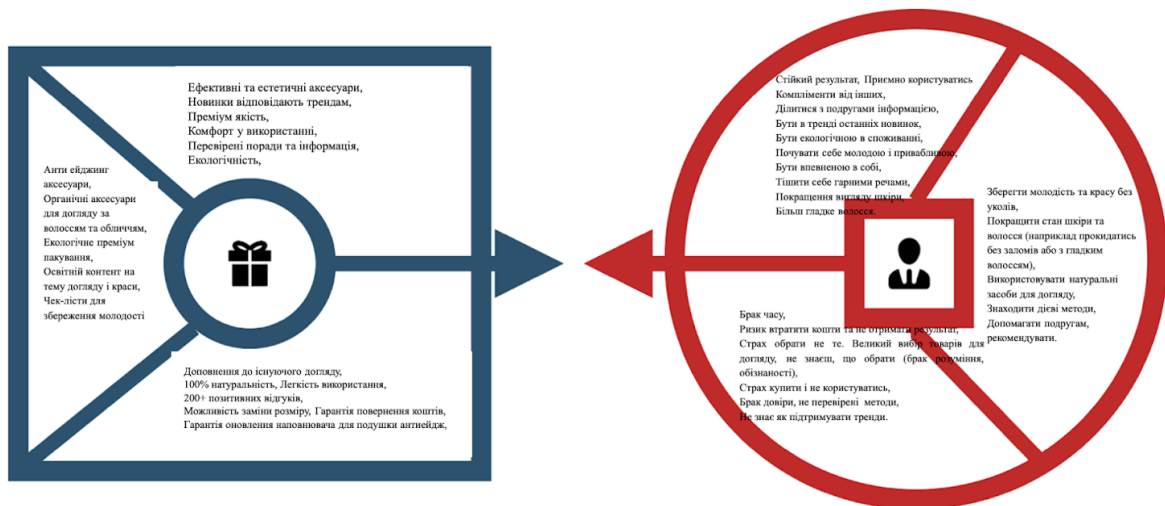 Ефективні та естетичні аксесуари,
Новинки відповідають трендам,
Преміум якість,
Комфорт у використанні,
Перевірені поради та інформація,
Екологічність,
Анти ейджинг
аксесуари,
Органічні аксесуари
для догляду за
волоссям та обличчям,
Екологічне преміум
пакування,
Освітній контент на
тему догляду і краси,
Чек-лісти для
збереження молодості
Доповнення до існуючого догляду,
100% натуральність, Легкість використання,
200+ позитивних відгуків,
Можливість заміни розміру, Гарантія повернення коштів,
Гарантія оновлення наповнювача для подушки антиейдж,
Стійкий результат, Приємно користуватись
Компліменти від інших,
Ділитися з подругами інформацією,
Бути в тренді останніх новинок,
Бути екологічною в споживанні,
Почувати себе молодою і привабливою,
Бути впевненою в собі,
Тішити себе гарними речами,
Покращення вигляду шкіри,
Більш гладке волосся.
Зберегти молодість та красу без
уколів,
Покращити стан шкіри та
волосся (наприклад прокидатись
без заломів або з гладким
волоссям),
Використовувати натуральні
засоби для догляду,
Знаходити дієві методи,
Допомагати подругам,
рекомендувати.
Брак часу,
Ризик втратити кошти та не отримати результат,
Страх обрати не те. Великий вибір товарів для
догляду, не знаєш, що обрати (брак розуміння,
обізнаності),
Страх купити і не користуватись,
Брак довіри, не перевірені методи,
Не знає як підтримувати тренди.